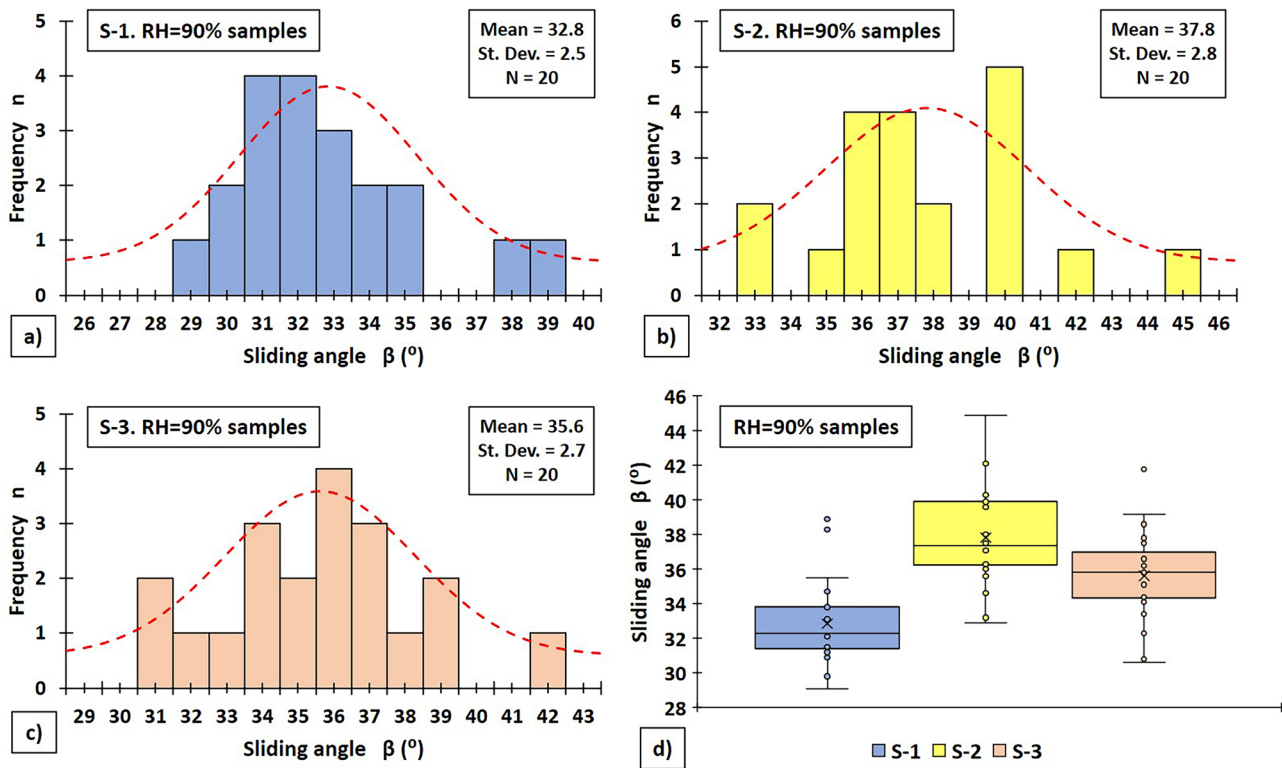 S-1. RH=90% samples
Mean = 32.8
St. Dev. = 2.5
N = 20
Frequency n
5
4
3
2
1
0
26 27 28 29 30 31 32 33 34 35 36 37 38 39 40
Sliding angle β (º)
a)
S-2. RH=90% samples
Mean = 37.8
St. Dev. = 2.8
N = 20
Frequency n
6
5
4
3
2
1
0
32 33 34 35 36 37 38 39 40 41 42 43 44 45 46
Sliding angle β (º)
b)
S-3. RH=90% samples
Mean = 35.6
St. Dev. = 2.7
N = 20
Frequency n
5
4
3
2
1
0
29 30 31 32 33 34 35 36 37 38 39 40 41 42 43
Sliding angle β (º)
c)
RH=90% samples
Sliding angle β (º)
46
44
42
40
38
36
34
32
30
28
d)
S-1 S-2 S-3